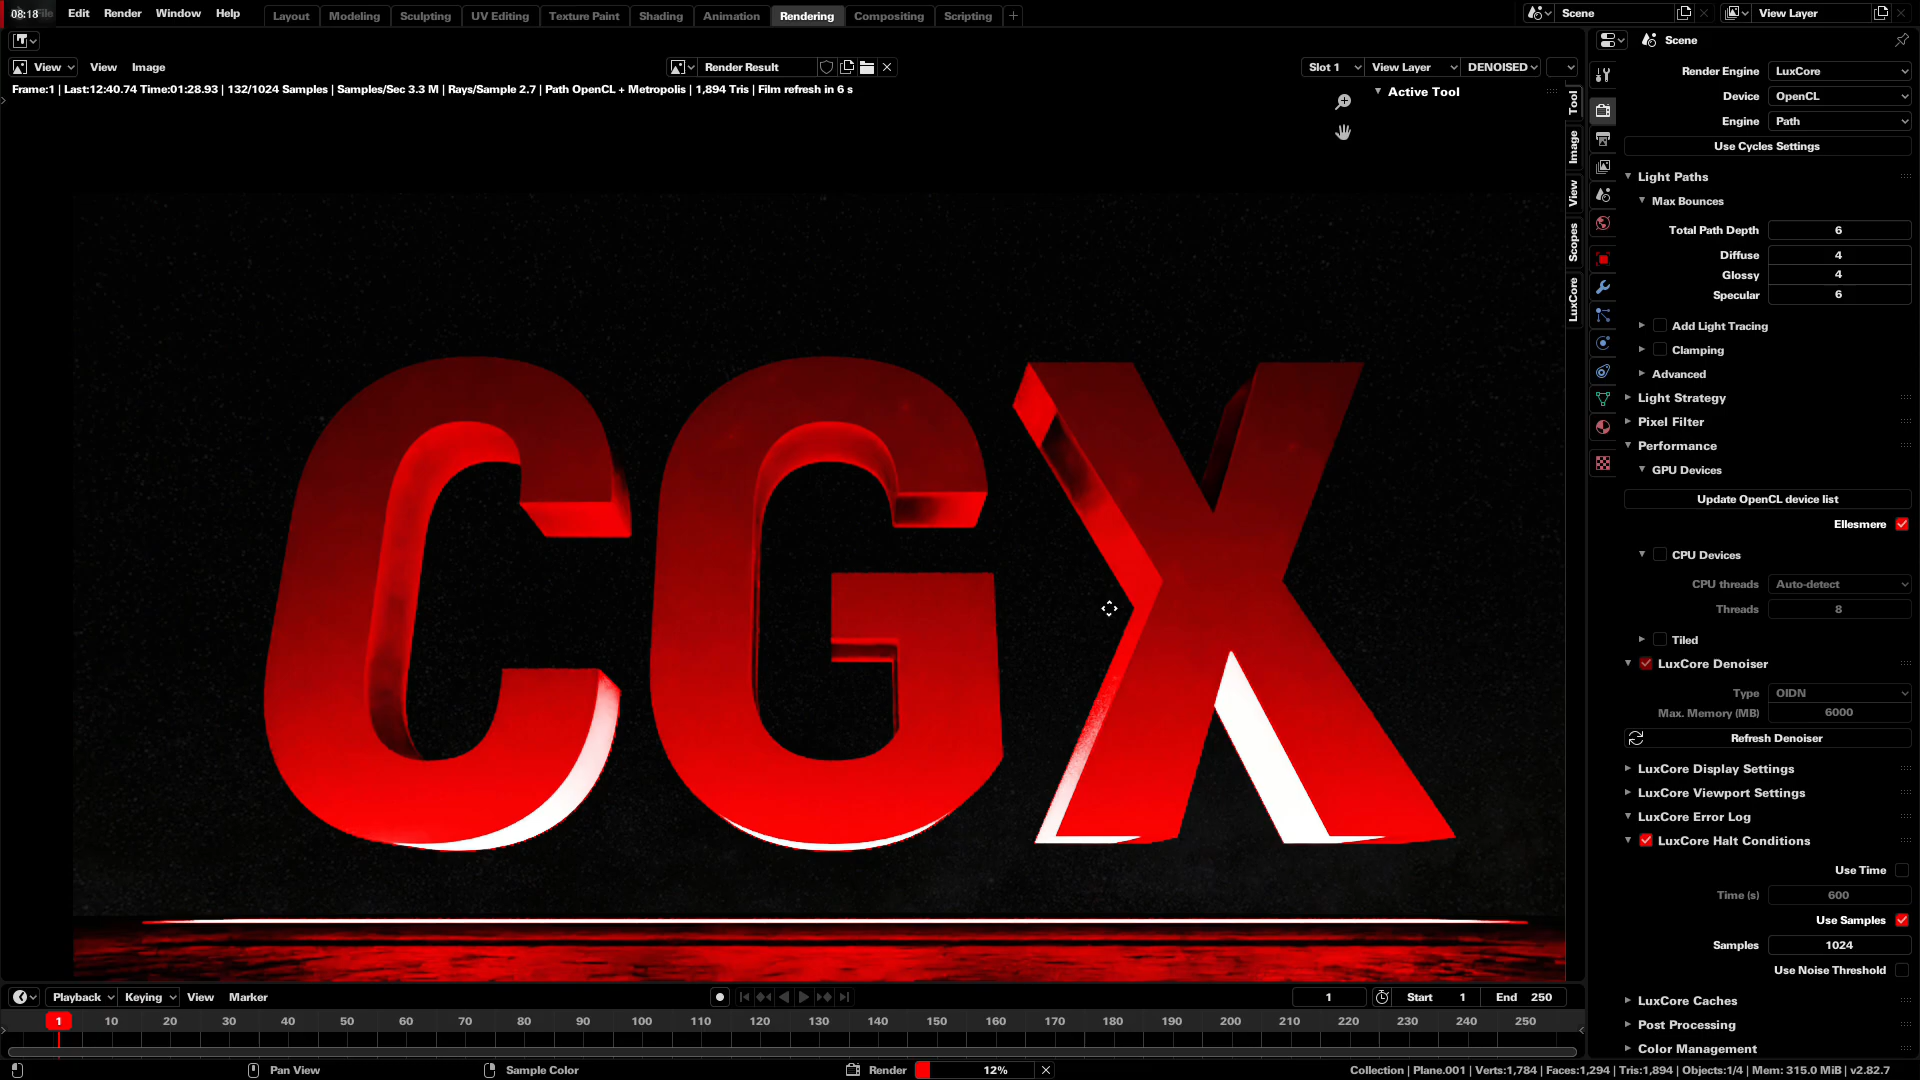 08:18
Edit Render Window Help
Layout Modeling Sculpting UV Editing Texture Paint Shading Animation Rendering Compositing Scripting +
Scene
View Layer
View View Image
Render Result
Slot 1 View Layer DENOISED
Frame:1 | Last:12:40.74 Time:01:28.93 | 132/1024 Samples | Samples/Sec 3.3 M | Rays/Sample 2.7 | Path OpenCL + Metropolis | 1,894 Tris | Film refresh in 6 s
Active Tool
Tool
Image
View
Scopes
LuxCore
CGX
Scene
Render Engine LuxCore
Device OpenCL
Engine Path
Use Cycles Settings
Light Paths
Max Bounces
Total Path Depth 6
Diffuse 4
Glossy 4
Specular 6
Add Light Tracing
Clamping
Advanced
Light Strategy
Pixel Filter
Performance
GPU Devices
Update OpenCL device list
Ellesmere
CPU Devices
CPU threads Auto-detect
Threads 8
Tiled
LuxCore Denoiser
Type OIDN
Max. Memory (MB) 6000
Refresh Denoiser
LuxCore Display Settings
LuxCore Viewport Settings
LuxCore Error Log
LuxCore Halt Conditions
Use Time
Time (s) 600
Use Samples
Samples 1024
Use Noise Threshold
LuxCore Caches
Post Processing
Color Management
Playback Keying View Marker
1 Start 1 End 250
1 10 20 30 40 50 60 70 80 90 100 110 120 130 140 150 160 170 180 190 200 210 220 230 240 250
Pan View Sample Color Render 12%
Collection | Plane.001 | Verts:1,784 | Faces:1,294 | Tris:1,894 | Objects:1/4 | Mem: 315.0 MiB | v2.82.7